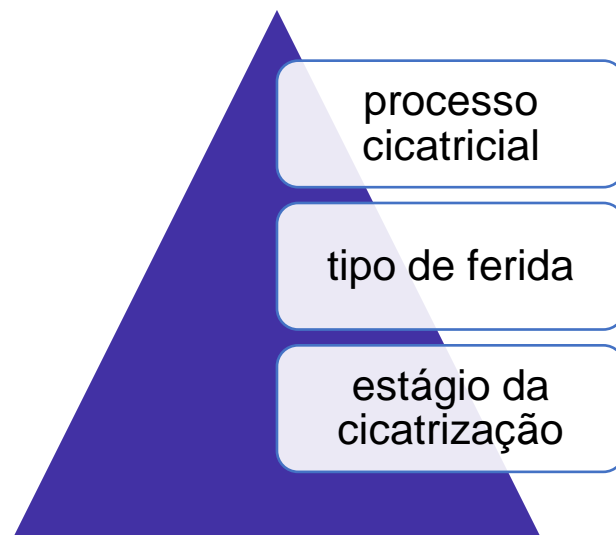 processo
cicatricial
tipo de ferida
estágio da
cicatrização